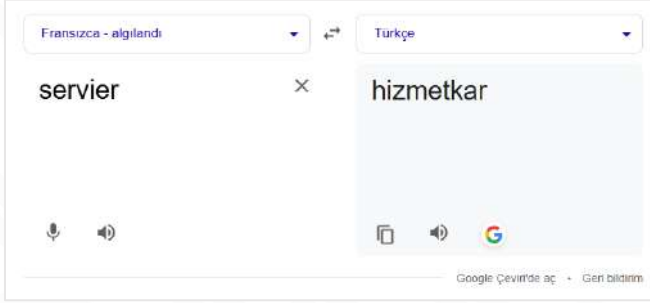 Fransızca - algılandı
Türkçe
servier
hizmetkar
Google Çeviri'de aç • Geri bildirim